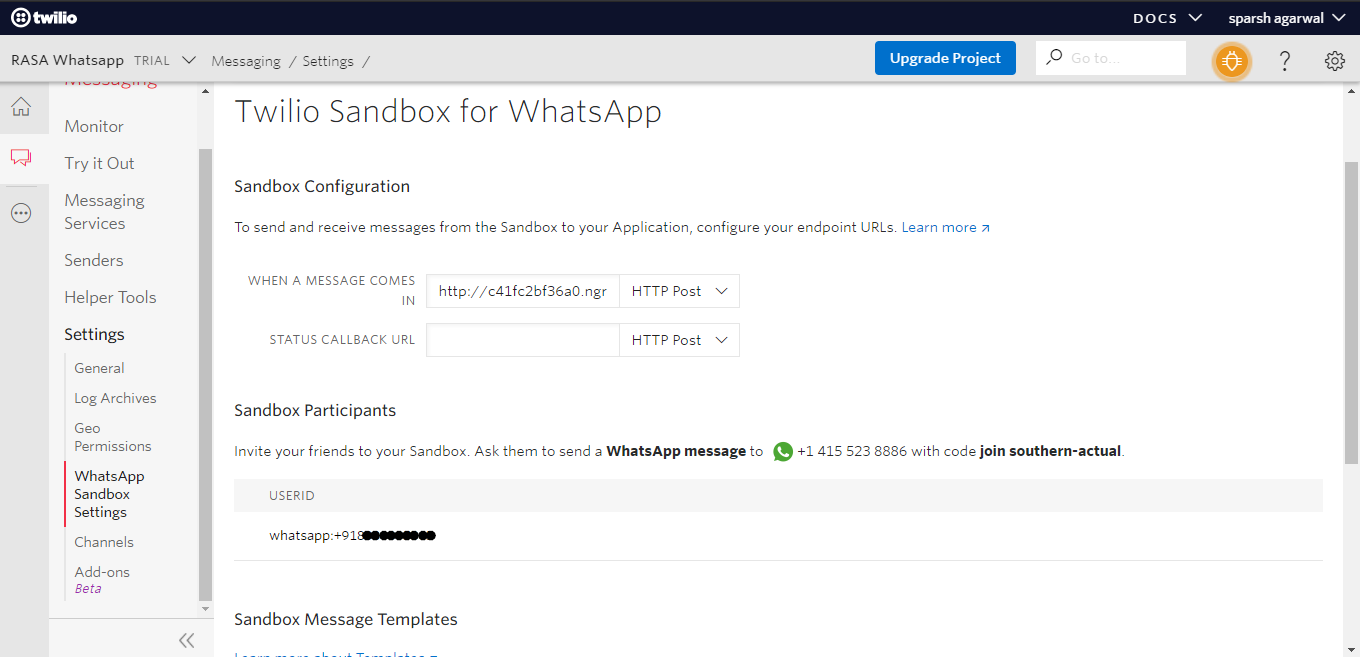 twilio
DOCS
sparsh agarwal
RASA Whatsapp TRIAL
Messaging / Settings /
Upgrade Project
Go to...
Messaging
Monitor
Try it Out
Messaging
Services
Senders
Helper Tools
Settings
General
Log Archives
Geo
Permissions
WhatsApp
Sandbox
Settings
Channels
Add-ons
Beta
Twilio Sandbox for WhatsApp
Sandbox Configuration
To send and receive messages from the Sandbox to your Application, configure your endpoint URLs. Learn more
WHEN A MESSAGE COMES
IN
http://c41fc2bf36a0.ngr
HTTP Post
STATUS CALLBACK URL
HTTP Post
Sandbox Participants
Invite your friends to your Sandbox. Ask them to send a WhatsApp message to +1 415 523 8886 with code join southern-actual.
USERID
whatsapp:+918
Sandbox Message Templates
Learn more about Templates